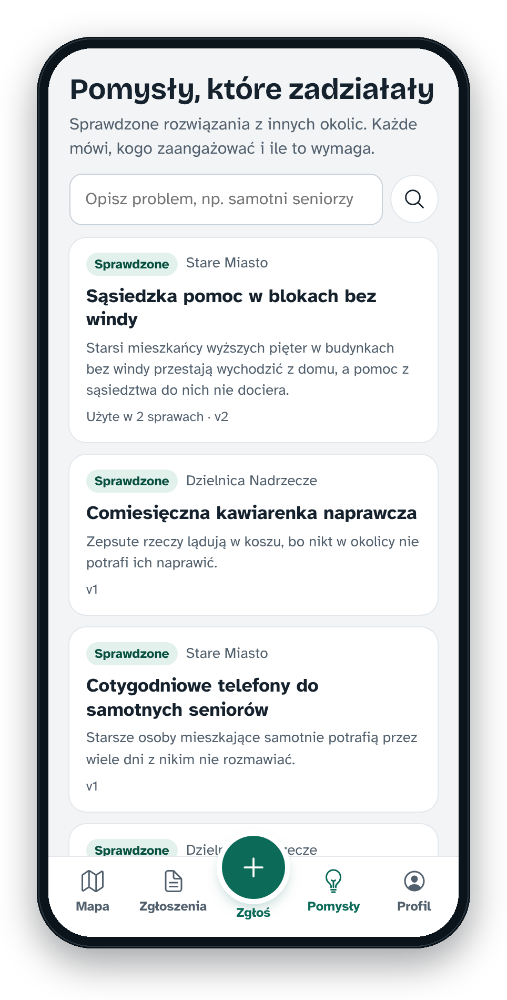 Pomysły, które zadziałały
Sprawdzone rozwiązania z innych okolic. Każde
mówi, kogo zaangażować i ile to wymaga.
Opisz problem, np. samotni seniorzy
Sprawdzone Stare Miasto
Sąsiedzka pomoc w blokach bez
windy
Starsi mieszkańcy wyższych pięter w budynkach
bez windy przestają wychodzić z domu, a pomoc z
sąsiedztwa do nich nie dociera.
Użyte w 2 sprawach · v2
Sprawdzone Dzielnica Nadrzecze
Comiesięczna kawiarenka naprawcza
Zepsute rzeczy lądują w koszu, bo nikt w okolicy nie
potrafi ich naprawić.
v1
Sprawdzone Stare Miasto
Cotygodniowe telefony do
samotnych seniorów
Starsze osoby mieszkające samotnie potrafią przez
wiele dni z nikim nie rozmawiać.
v1
Sprawdzone
Mapa Zgłoszenia Zgłoś Pomysły Profil